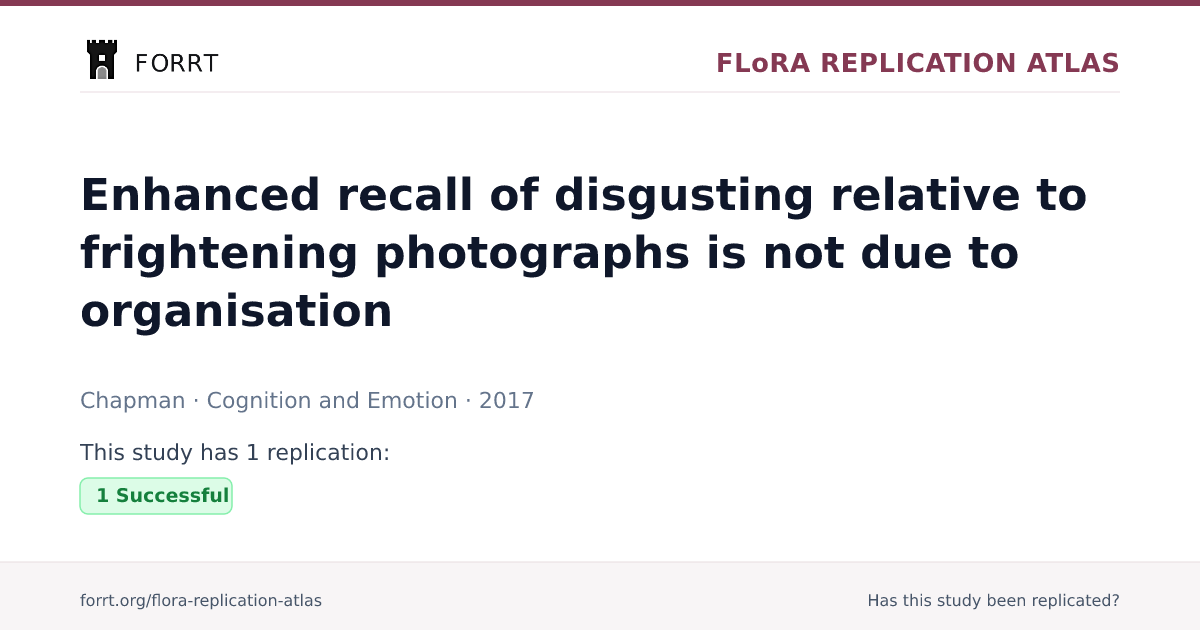 FORRT
FLoRA REPLICATION ATLAS
Enhanced recall of disgusting relative to
frightening photographs is not due to
organisation
Chapman · Cognition and Emotion · 2017
This study has 1 replication:
1 Successful
forrt.org/flora-replication-atlas
Has this study been replicated?